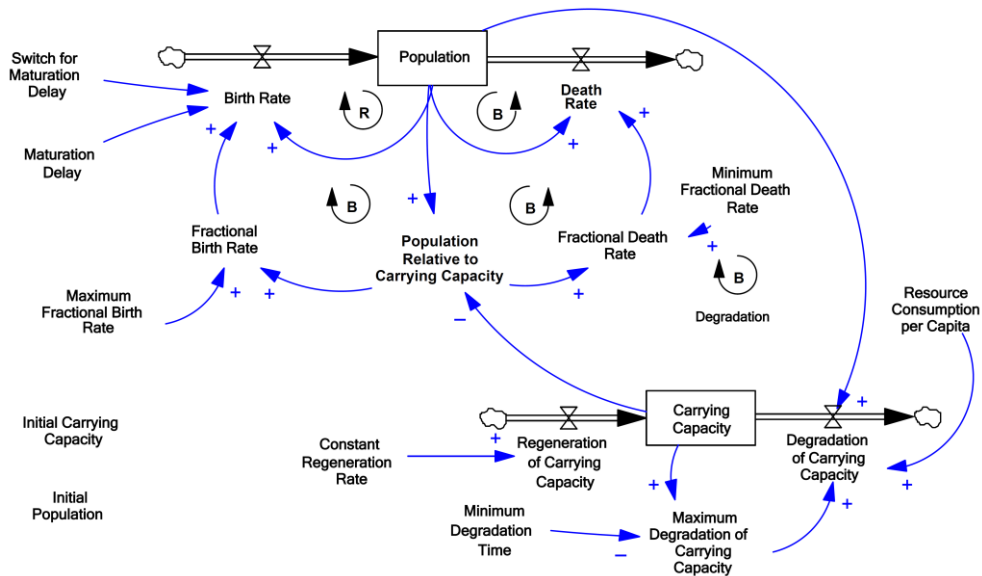 Switch for
Maturation
Delay
Population
Birth Rate
R
B
Death
Rate
+
+
+
+
Maturation
Delay
Minimum
Fractional Death
Rate
B
+
B
Fractional
Birth Rate
Population
Relative to
Carrying Capacity
Fractional Death
Rate
+
B
Degradation
Maximum
Fractional Birth
Rate
+
+
+
–
Resource
Consumption
per Capita
Initial Carrying
Capacity
Constant
Regeneration
Rate
+
Regeneration
of Carrying
Capacity
Carrying
Capacity
+
Degradation
of Carrying
Capacity
+
+
+
Initial
Population
Minimum
Degradation
Time
–
Maximum
Degradation of
Carrying
Capacity